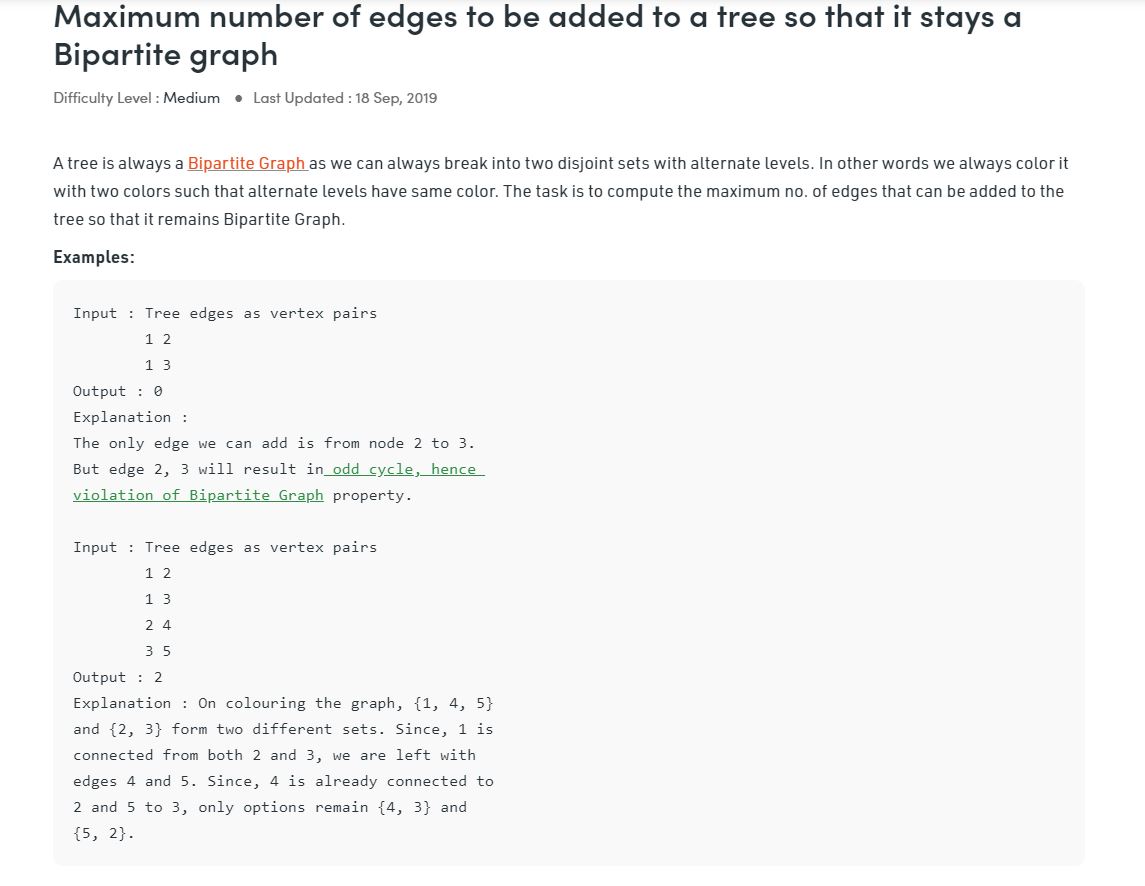 Maximum number of edges to be added to a tree so that it stays a
Bipartite graph
Difficulty Level : Medium ● Last Updated : 18 Sep, 2019
A tree is always a Bipartite Graph as we can always break into two disjoint sets with alternate levels. In other words we always color it
with two colors such that alternate levels have same color. The task is to compute the maximum no. of edges that can be added to the
tree so that it remains Bipartite Graph.
Examples:
Input : Tree edges as vertex pairs
1 2
1 3
Output : 0
Explanation :
The only edge we can add is from node 2 to 3.
But edge 2, 3 will result in odd cycle, hence
violation of Bipartite Graph property.
Input : Tree edges as vertex pairs
1 2
1 3
2 4
3 5
Output : 2
Explanation : On colouring the graph, {1, 4, 5}
and {2, 3} form two different sets. Since, 1 is
connected from both 2 and 3, we are left with
edges 4 and 5. Since, 4 is already connected to
2 and 5 to 3, only options remain {4, 3} and
{5, 2}.